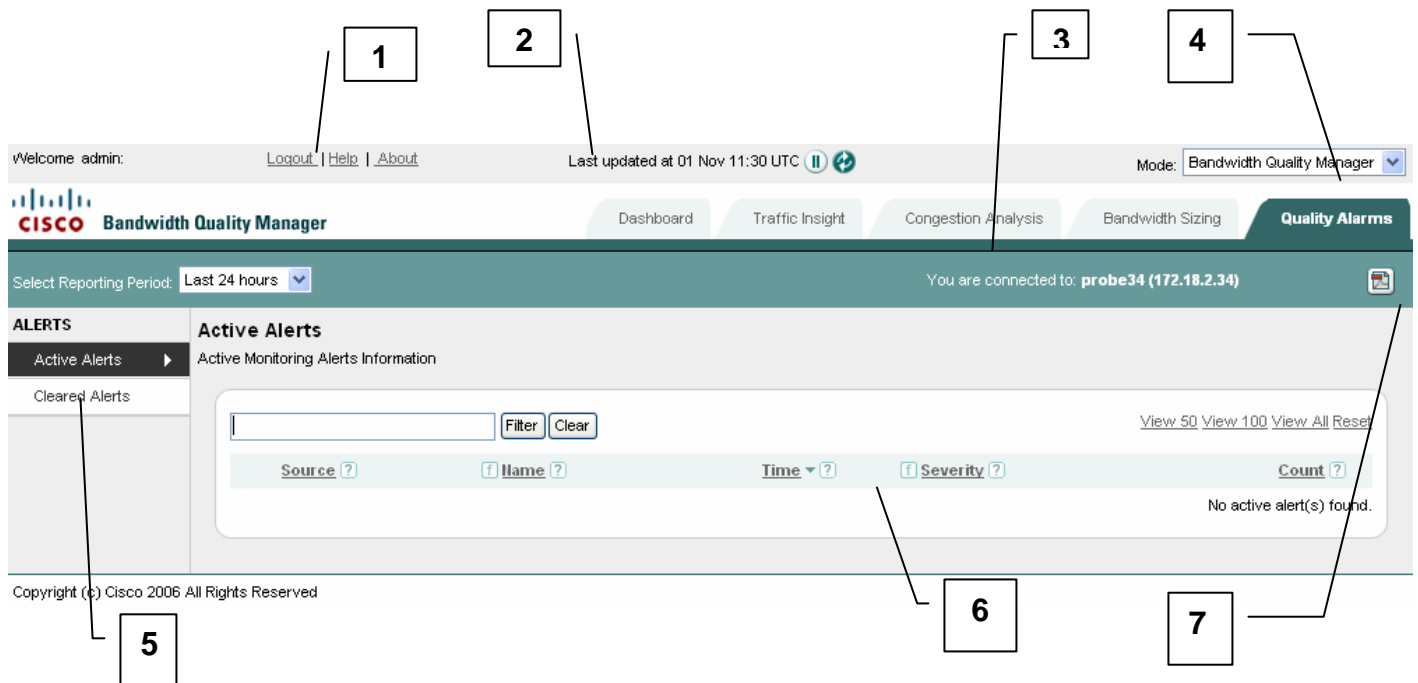 1
2
3
4
Welcome admin:
Logout | Help | About
Last updated at 01 Nov 11:30 UTC
Mode: Bandwidth Quality Manager
CISCO Bandwidth Quality Manager
Dashboard
Traffic Insight
Congestion Analysis
Bandwidth Sizing
Quality Alarms
Select Reporting Period: Last 24 hours
You are connected to: probe34 (172.18.2.34)
ALERTS
Active Alerts
Cleared Alerts
Active Alerts
Active Monitoring Alerts Information
Filter Clear
View 50 View 100 View All Reset
Source ?
f Name ?
Time ?
f Severity ?
Count ?
No active alert(s) found.
Copyright (c) Cisco 2006 All Rights Reserved
5
6
7